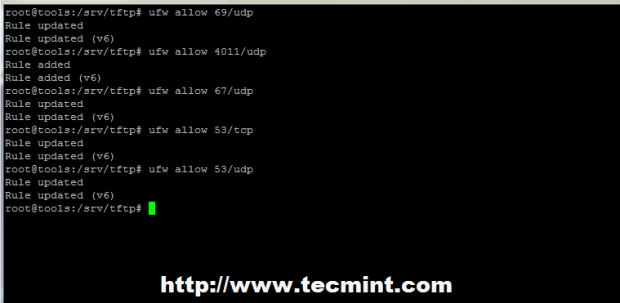 root@tools:/srv/tftp# ufw allow 69/udp
Rule updated
Rule updated (v6)
root@tools:/srv/tftp# ufw allow 4011/udp
Rule added
Rule added (v6)
root@tools:/srv/tftp# ufw allow 67/udp
Rule updated
Rule updated (v6)
root@tools:/srv/tftp# ufw allow 53/tcp
Rule updated
Rule updated (v6)
root@tools:/srv/tftp# ufw allow 53/udp
Rule updated
Rule updated (v6)
root@tools:/srv/tftp#
http://www.tecmint.com